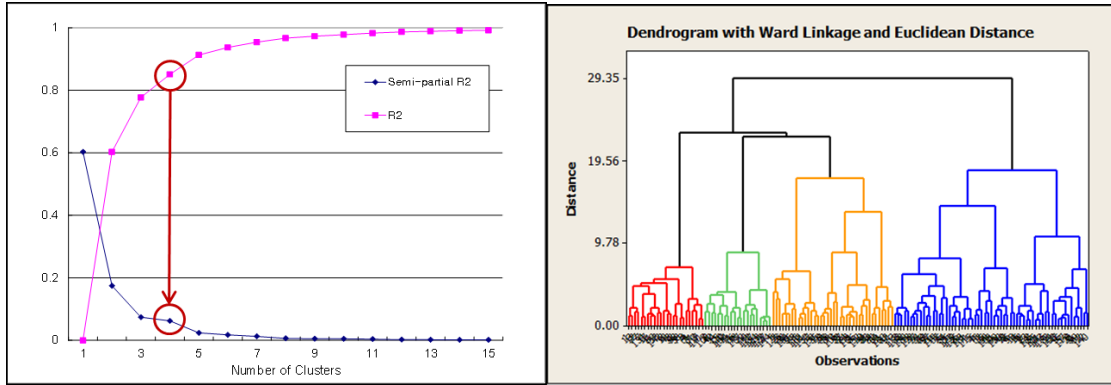 1
0.8
0.6
0.4
0.2
0
1 3 5 7 9 11 13 15
Number of Clusters
Semi-partial R2
R2
Dendrogram with Ward Linkage and Euclidean Distance
29.35
19.56
9.78
0.00
Distance
Observations